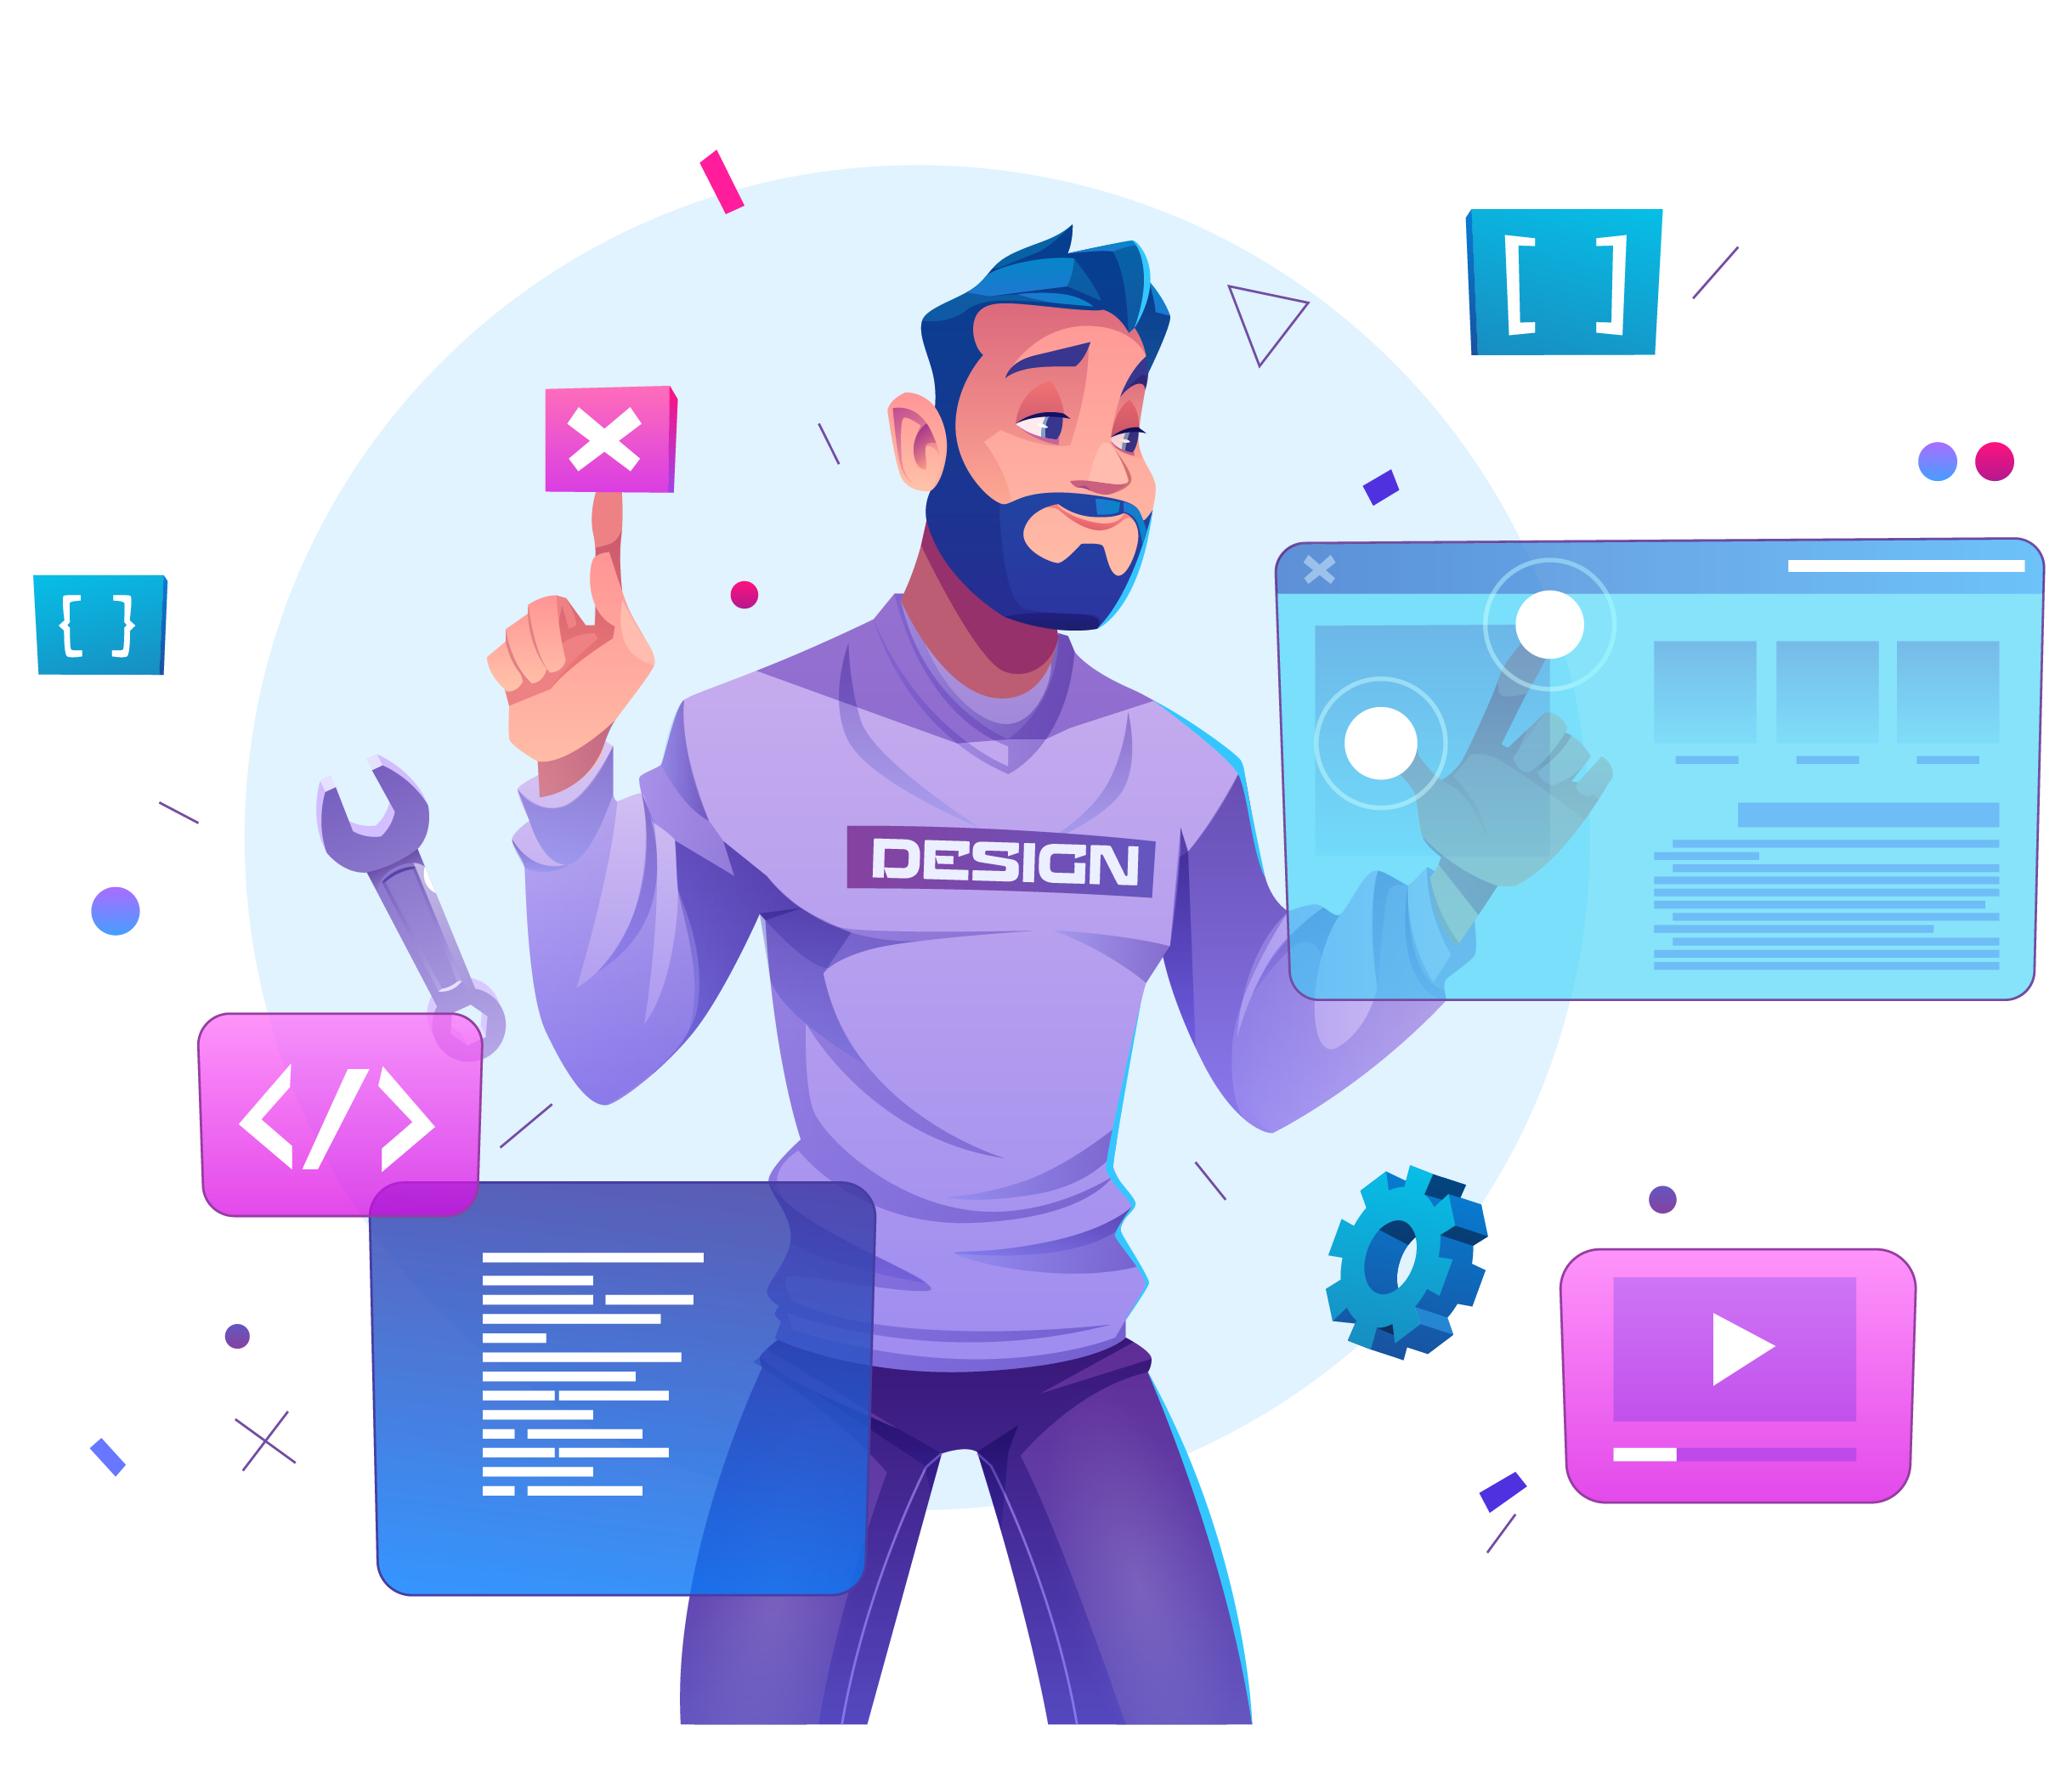 [ ]
{ }
DESIGN
</>